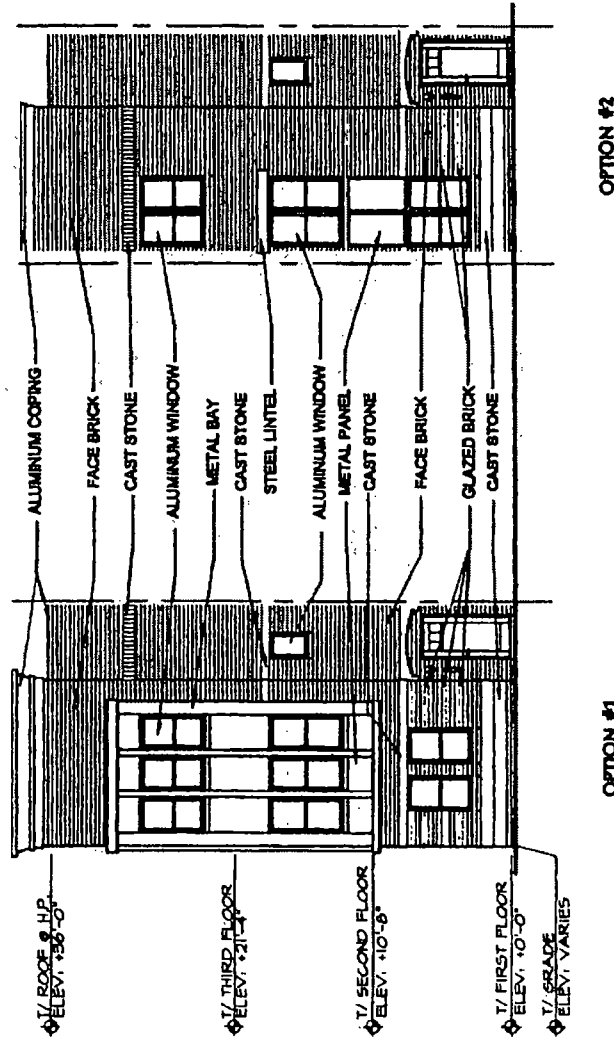 ALUMINUM COPING
FACE BRICK
CAST STONE
ALUMINUM WINDOW
METAL BAY
CAST STONE
STEEL LINTEL
ALUMINUM WINDOW
METAL PANEL
CAST STONE
FACE BRICK
GLAZED BRICK
CAST STONE
T/ ROOF @ H.P.
ELEV. +36'-0"
T/ THIRD FLOOR
ELEV. +21'-4"
T/ SECOND FLOOR
ELEV. +10'-8"
T/ FIRST FLOOR
ELEV. +0'-0"
T/ GRADE
ELEV. VARIES
OPTION #1
OPTION #2